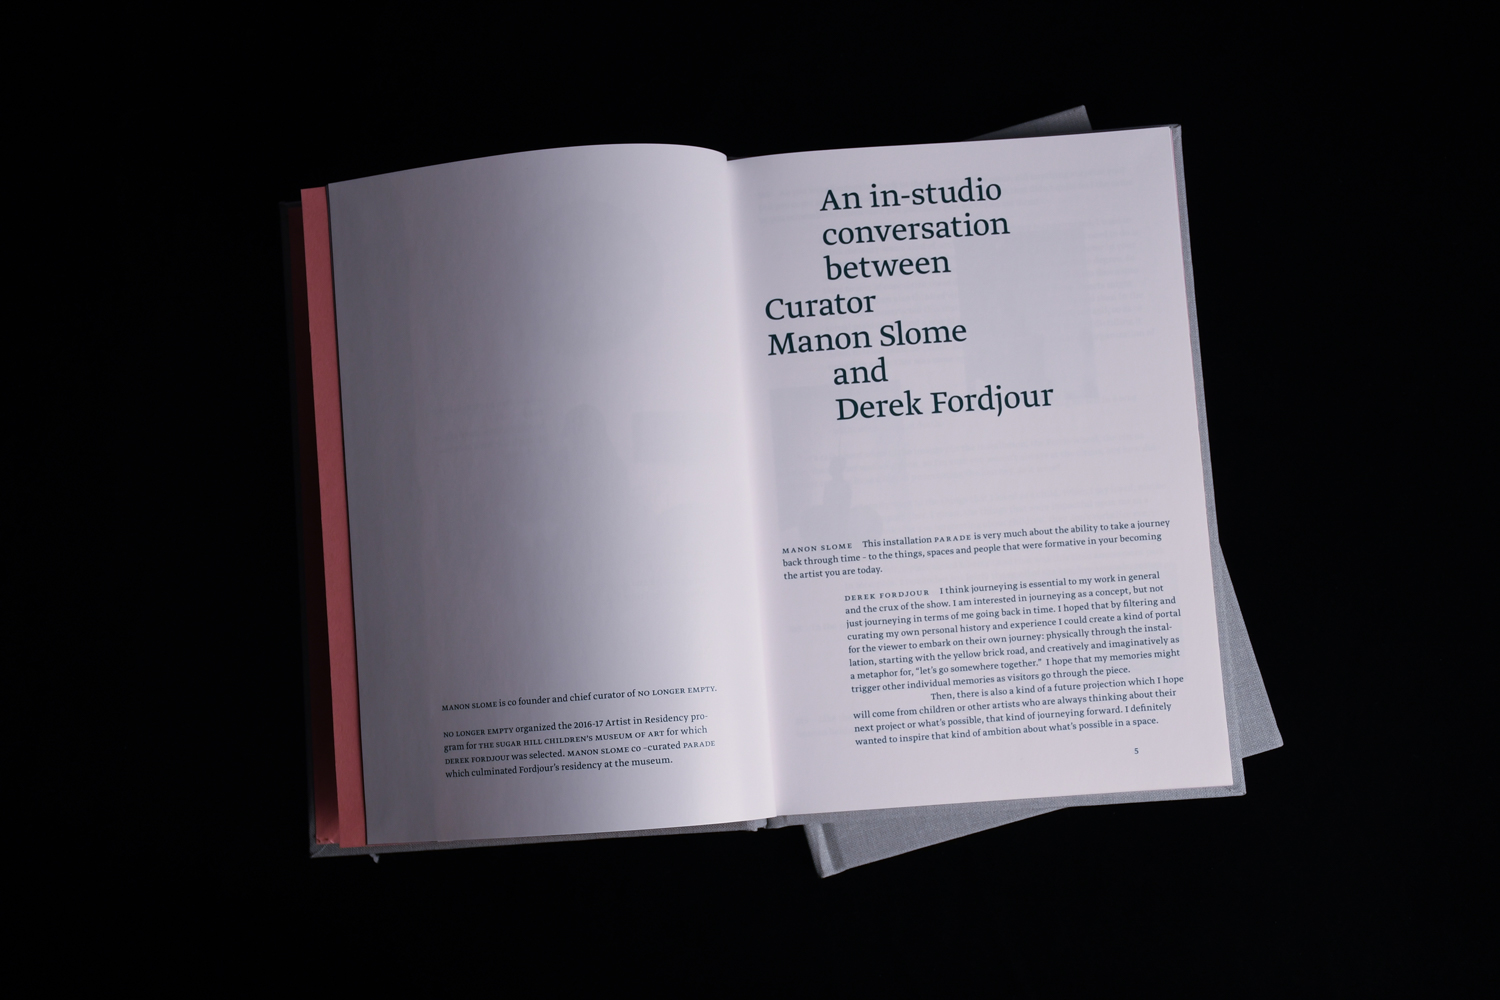 MANON SLOME is co founder and chief curator of NO LONGER EMPTY.
NO LONGER EMPTY organized the 2016-17 Artist in Residency pro-
gram for THE SUGAR HILL CHILDREN'S MUSEUM OF ART for which
DEREK FORDJOUr was selected. MANON SLOME co -curated PARADE
which culminated Fordjour's residency at the museum.
An in-studio
conversation
between
Curator
Manon Slome
and
Derek Fordjour
MANON SLOME This installation PARADE is very much about the ability to take a journey
back through time - to the things, spaces and people that were formative in your becoming
the artist you are today.
DEREK FORDJOUR I think journeying is essential to my work in general
and the crux of the show. I am interested in journeying as a concept, but not
just journeying in terms of me going back in time. I hoped that by filtering and
curating my own personal history and experience I could create a kind of portal
for the viewer to embark on their own journey: physically through the instal-
lation, starting with the yellow brick road, and creatively and imaginatively as
a metaphor for, "let's go somewhere together." I hope that my memories might
trigger other individual memories as visitors go through the piece.
Then, there is also a kind of a future projection which I hope
will come from children or other artists who are always thinking about their
next project or what's possible, that kind of journeying forward. I definitely
wanted to inspire that kind of ambition about what's possible in a space.
5